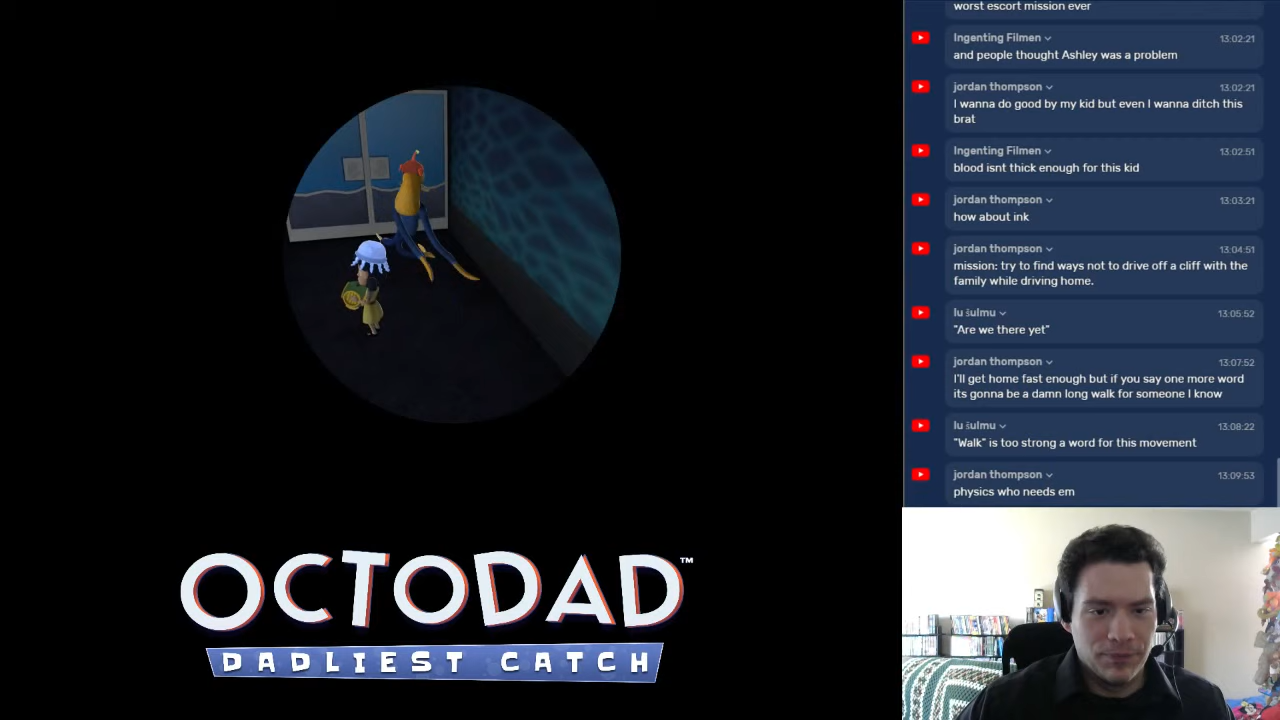 worst escort mission ever
Ingenting Filmen
13:02:21
and people thought Ashley was a problem
jordan thompson
13:02:21
I wanna do good by my kid but even I wanna ditch this
brat
Ingenting Filmen
13:02:51
blood isnt thick enough for this kid
jordan thompson
13:03:21
how about ink
jordan thompson
13:04:51
mission: try to find ways not to drive off a cliff with the
family while driving home.
lu šulmu
13:05:52
"Are we there yet"
jordan thompson
13:07:52
I'll get home fast enough but if you say one more word
its gonna be a damn long walk for someone I know
lu šulmu
13:08:22
"Walk" is too strong a word for this movement
jordan thompson
13:09:53
physics who needs em
OCTODAD™
DADLIEST CATCH